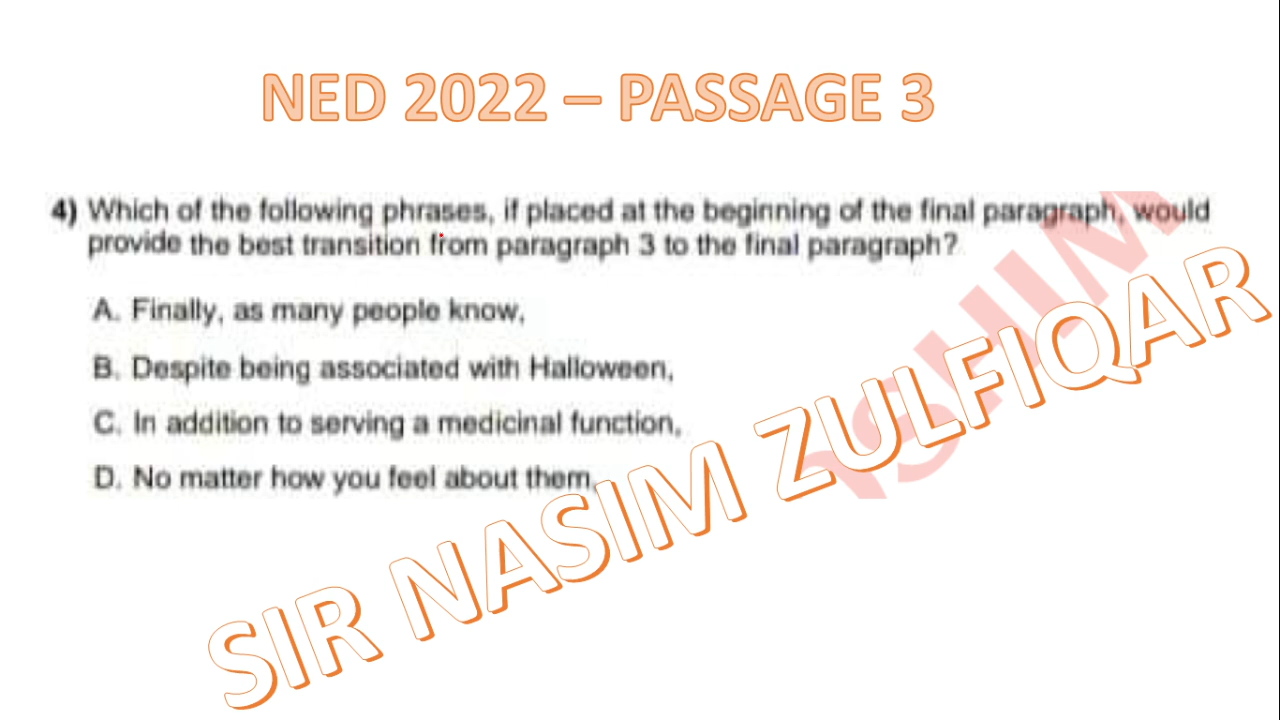 NED 2022 – PASSAGE 3
4) Which of the following phrases, if placed at the beginning of the final paragraph, would
provide the best transition from paragraph 3 to the final paragraph?
A. Finally, as many people know,
B. Despite being associated with Halloween,
C. In addition to serving a medicinal function,
D. No matter how you feel about them,
SIR NASIM ZULFIQAR